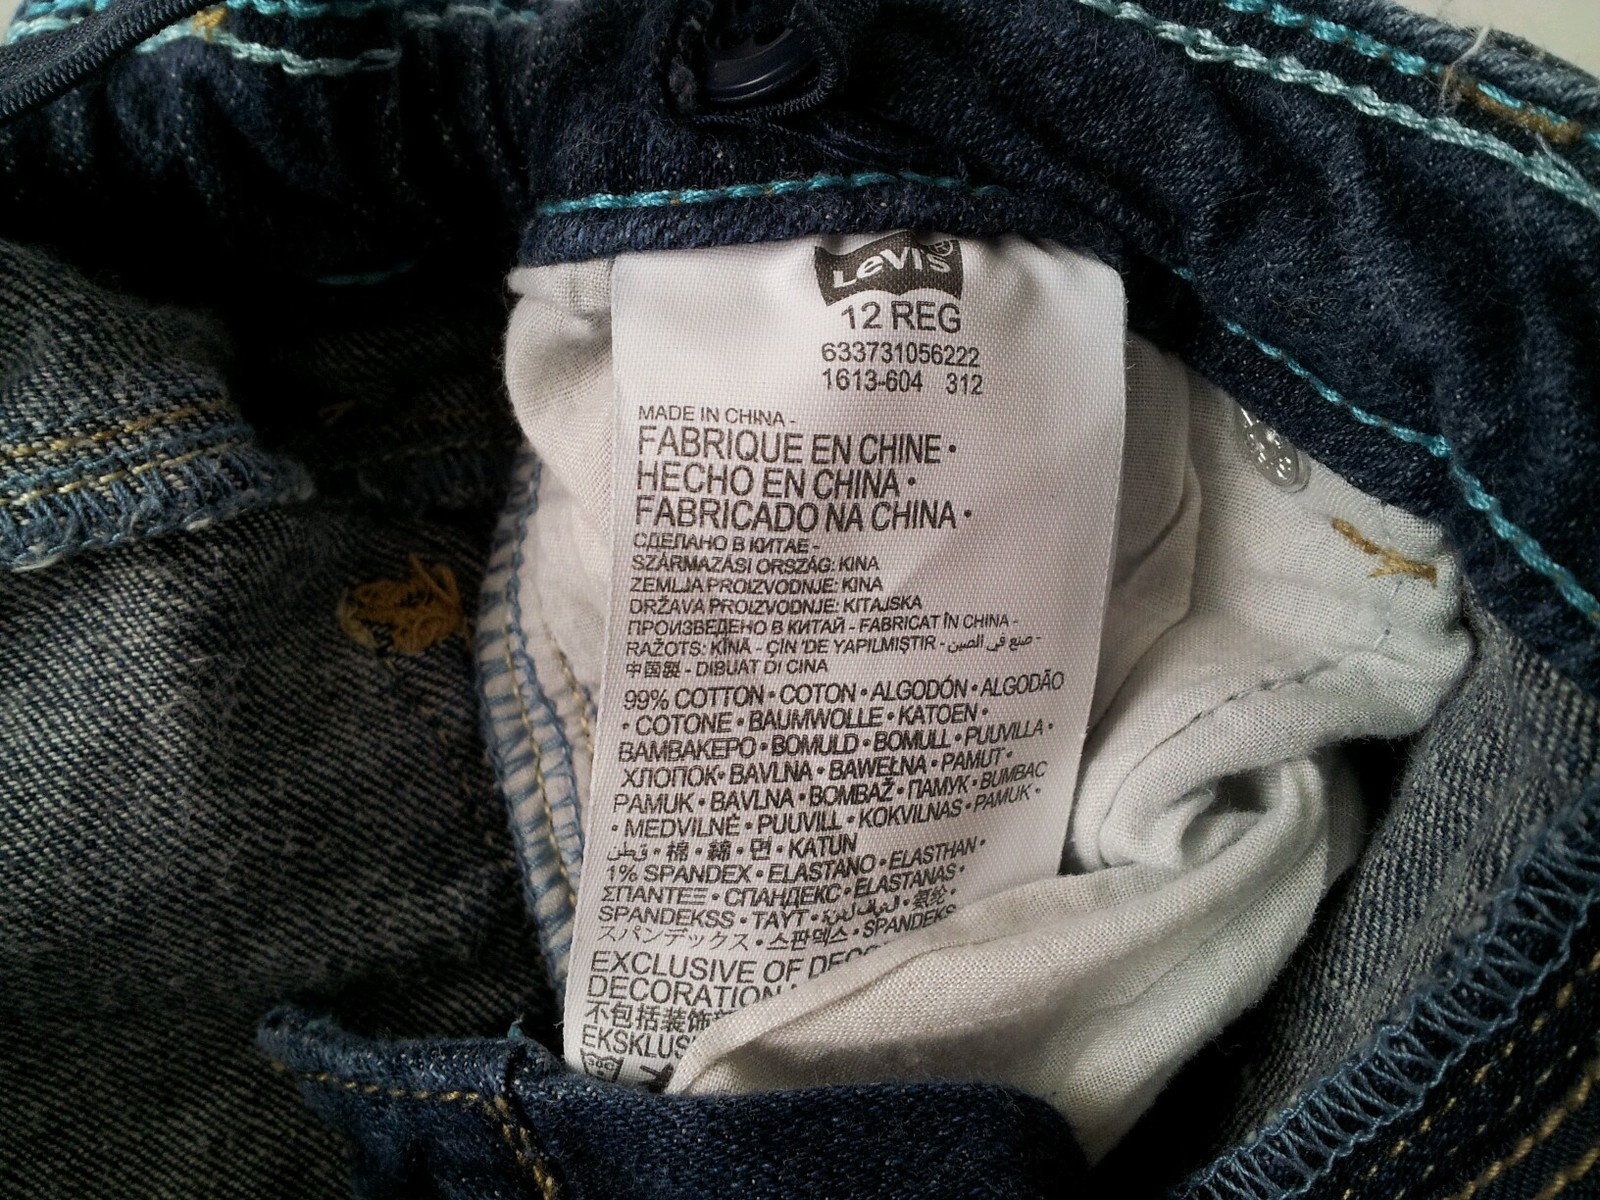 Levi's®
12 REG
633731056222
1613-604 312
MADE IN CHINA -
FABRIQUE EN CHINE •
HECHO EN CHINA •
FABRICADO NA CHINA •
СДЕЛАНО В КИТАЕ -
SZÁRMAZÁSI ORSZÁG: KINA
ZEMLJA PROIZVODNJE: KINA
DRŽAVA PROIZVODNJE: KITAJSKA
ПРОИЗВЕДЕНО В КИТАЙ - FABRICAT ÎN CHINA -
RAŽOTS: ĶĪNĀ - ÇİN 'DE YAPILMIŞTIR - صنع في الصين -
中国製 - DIBUAT DI CINA
99% COTTON • COTON • ALGODÓN • ALGODÃO
• COTONE • BAUMWOLLE • KATOEN •
ΒΑΜΒΑΚΕΡΟ • BOMULD • BOMULL • PUUVILLA •
ХЛОПОК • BAVLNA • BAWEŁNA • PAMUT •
PAMUK • BAVLNA • BOMBAŽ • ПАМУК • BUMBAC
• MEDVILNĖ • PUUVILL • KOKVILNAS • PAMUK •
قطن • 棉 • 綿 • 면 • KATUN
1% SPANDEX • ELASTANO • ELASTHAN •
ΣΠΑΝΤΕΞ • СПАНДЕКС • ELASTANAS •
SPANDEKSS • TAYT • • 氨纶 •
スパンデックス • 스판덱스 • SPANDEKS
EXCLUSIVE OF
DECORATION
不包括装饰
30C